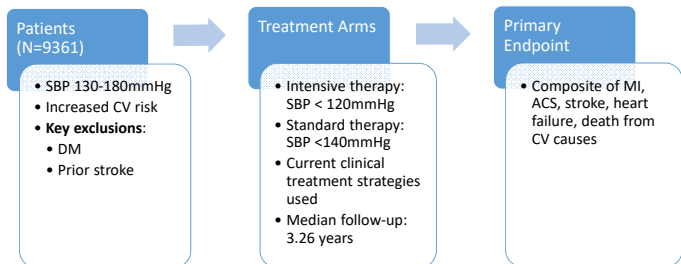 Patients
(N=9361)
• SBP 130-180mmHg
• Increased CV risk
• Key exclusions:
• DM
• Prior stroke
Treatment Arms
• Intensive therapy:
SBP < 120mmHg
• Standard therapy:
SBP <140mmHg
• Current clinical
treatment strategies
used
• Median follow-up:
3.26 years
Primary
Endpoint
• Composite of MI,
ACS, stroke, heart
failure, death from
CV causes